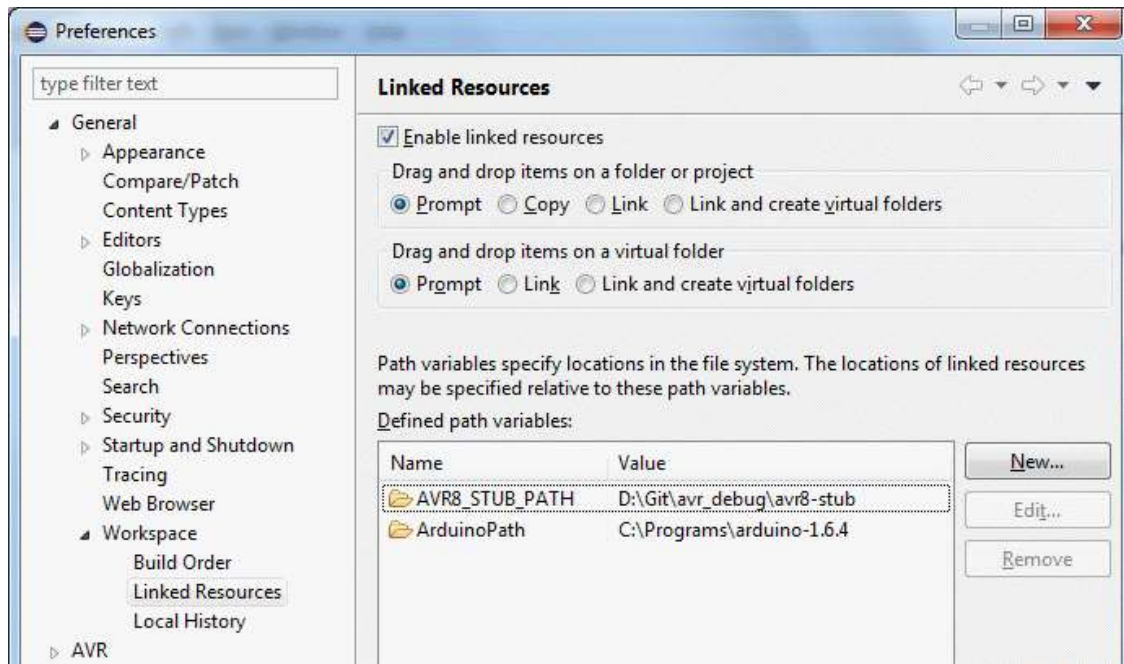 Preferences
type filter text
General
Appearance
Compare/Patch
Content Types
Editors
Globalization
Keys
Network Connections
Perspectives
Search
Security
Startup and Shutdown
Tracing
Web Browser
Workspace
Build Order
Linked Resources
Local History
AVR
Linked Resources
Enable linked resources
Drag and drop items on a folder or project
Prompt Copy Link Link and create virtual folders
Drag and drop items on a virtual folder
Prompt Link Link and create virtual folders
Path variables specify locations in the file system. The locations of linked resources
may be specified relative to these path variables.
Defined path variables:
Name Value
AVR8_STUB_PATH D:\Git\avr_debug\avr8-stub
ArduinoPath C:\Programs\arduino-1.6.4
New...
Edit...
Remove